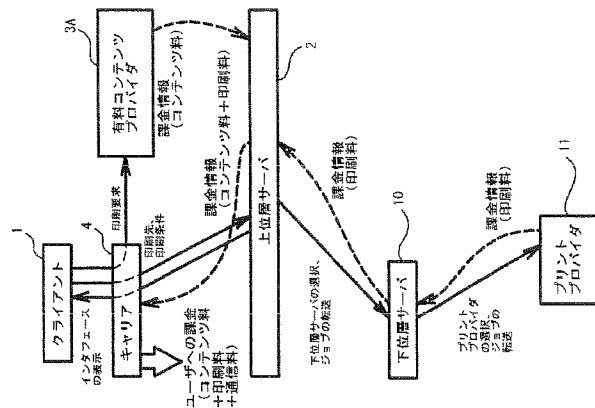 1
クライアント
インタフェース
の表示
4
キャリア
ユーザへの課金
(コンテンツ料
+印刷料
+通信料)
印刷要求
3A
有料コンテンツ
プロバイダ
課金情報
(コンテンツ料)
印刷先、
印刷条件
課金情報
(コンテンツ料+印刷料)
上位層サーバ
2
下位層サーバの選択、
ジョブの転送
課金情報
(印刷料)
10
下位層サーバ
プリント
プロバイダ
の選択、
ジョブの
転送
課金情報
(印刷料)
11
プリント
プロバイダ